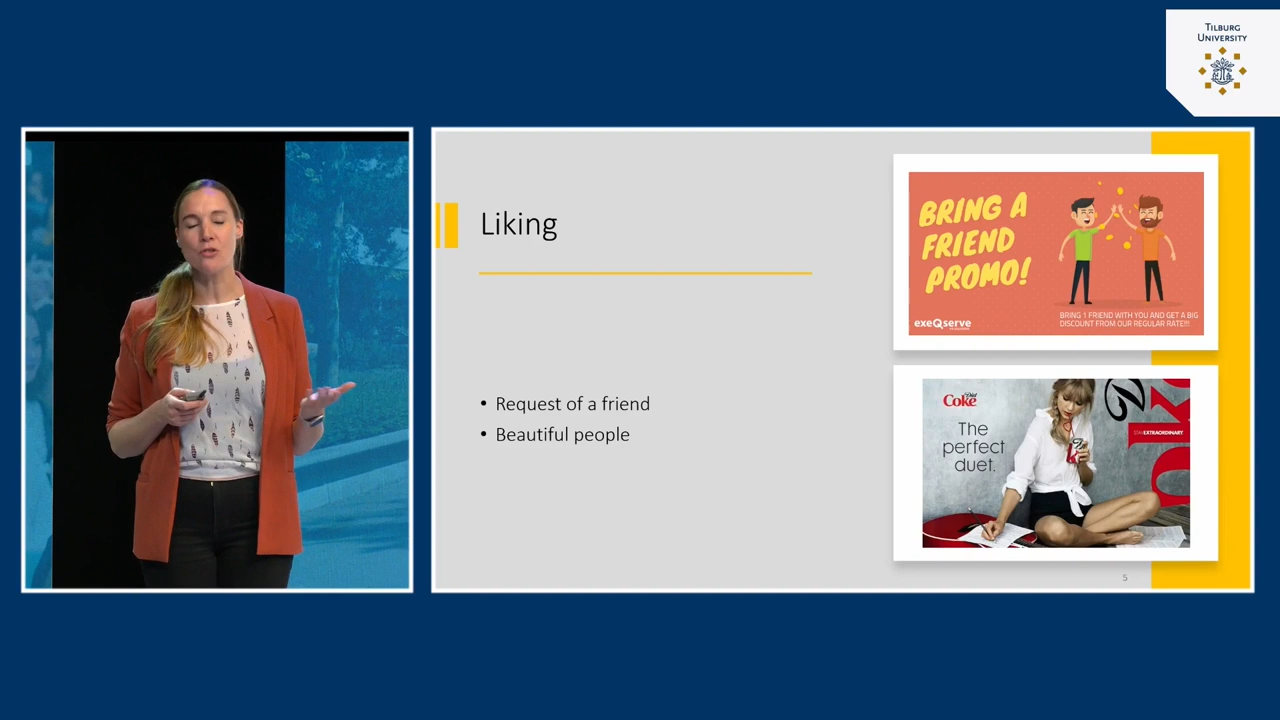 TILBURG
UNIVERSITY
Liking
• Request of a friend
• Beautiful people
BRING A
FRIEND
PROMO!
exeQserve
BRING 1 FRIEND WITH YOU AND GET A BIG
DISCOUNT FROM OUR REGULAR RATE!!!
Diet
Coke
The
perfect
duet.
STAY EXTRAORDINARY
5